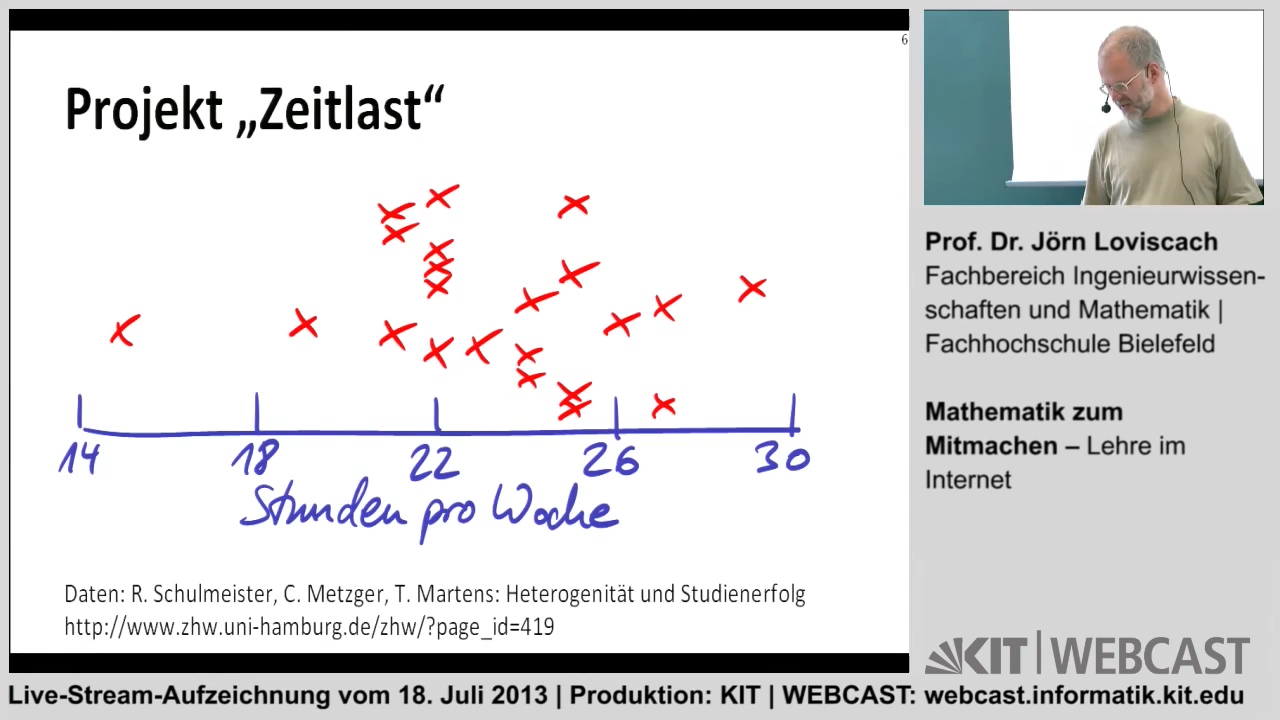 6
Projekt „Zeitlast“
14 18 22 26 30
Stunden pro Woche
Daten: R. Schulmeister, C. Metzger, T. Martens: Heterogenität und Studienerfolg
http://www.zhw.uni-hamburg.de/zhw/?page_id=419
Prof. Dr. Jörn Loviscach
Fachbereich Ingenieurwissen-
schaften und Mathematik |
Fachhochschule Bielefeld
Mathematik zum
Mitmachen – Lehre im
Internet
KIT | WEBCAST
Live-Stream-Aufzeichnung vom 18. Juli 2013 | Produktion: KIT | WEBCAST: webcast.informatik.kit.edu